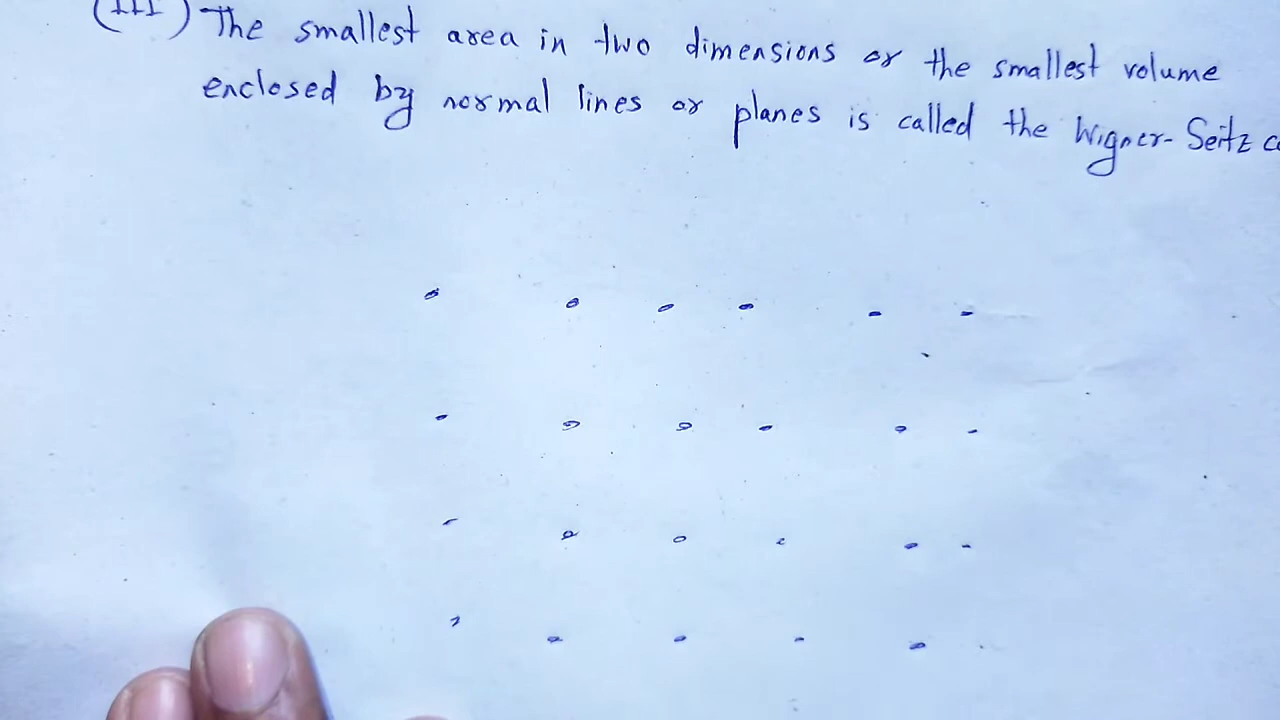 (III) The smallest area in two dimensions or the smallest volume
enclosed by normal lines or planes is called the Wigner-Seitz